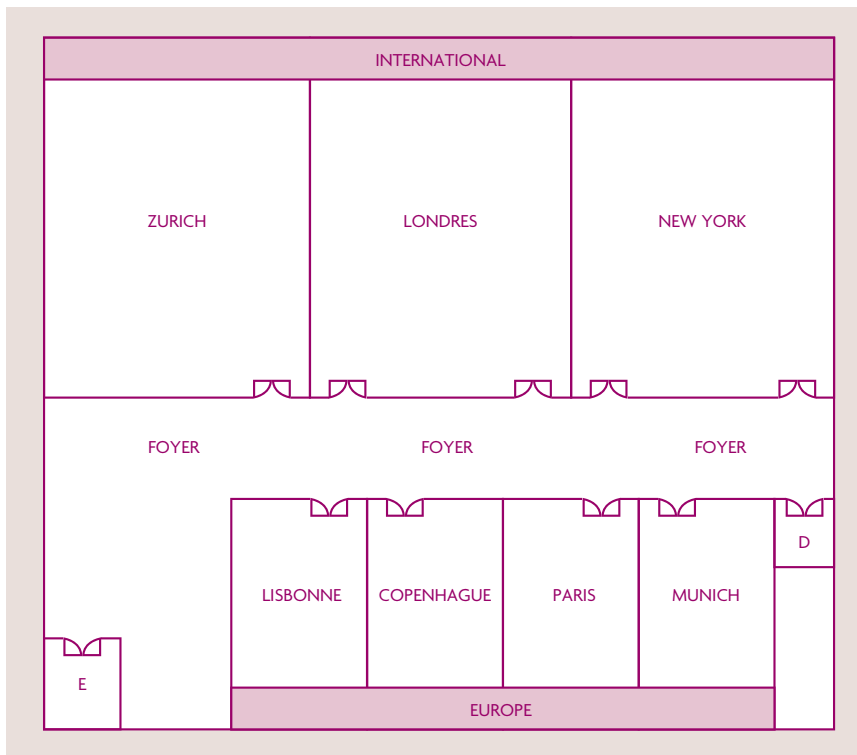 INTERNATIONAL
ZURICH
LONDRES
NEW YORK
FOYER
FOYER
FOYER
D
LISBONNE
COPENHAGUE
PARIS
MUNICH
E
EUROPE